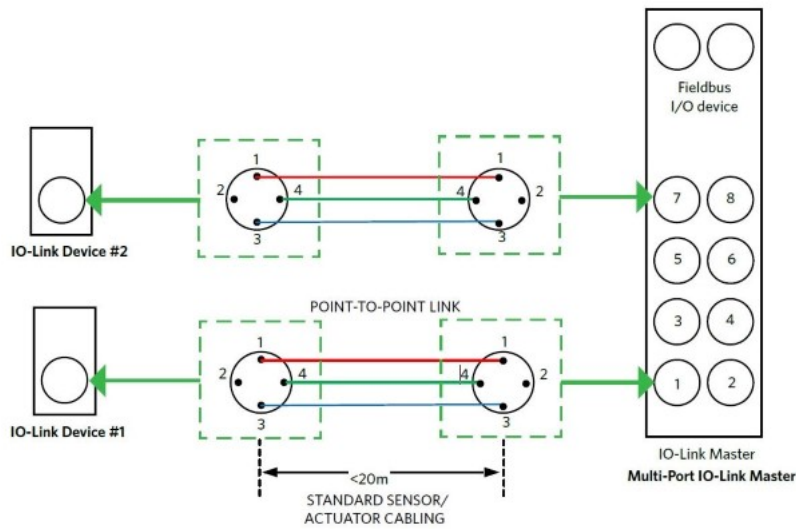 Fieldbus
I/O device
1
2
4
3
1
4
2
3
7
8
IO-Link Device #2
5
6
POINT-TO-POINT LINK
3
4
1
2
4
3
1
4
2
3
1
2
IO-Link Device #1
<20m
IO-Link Master
Multi-Port IO-Link Master
STANDARD SENSOR/
ACTUATOR CABLING